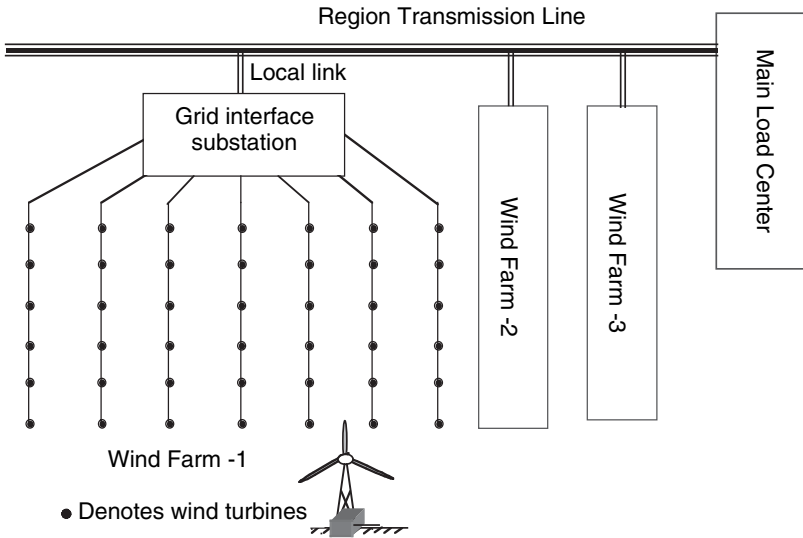 Region Transmission Line
Local link
Grid interface
substation
Wind Farm -2
Wind Farm -3
Main Load Center
Wind Farm -1
Denotes wind turbines